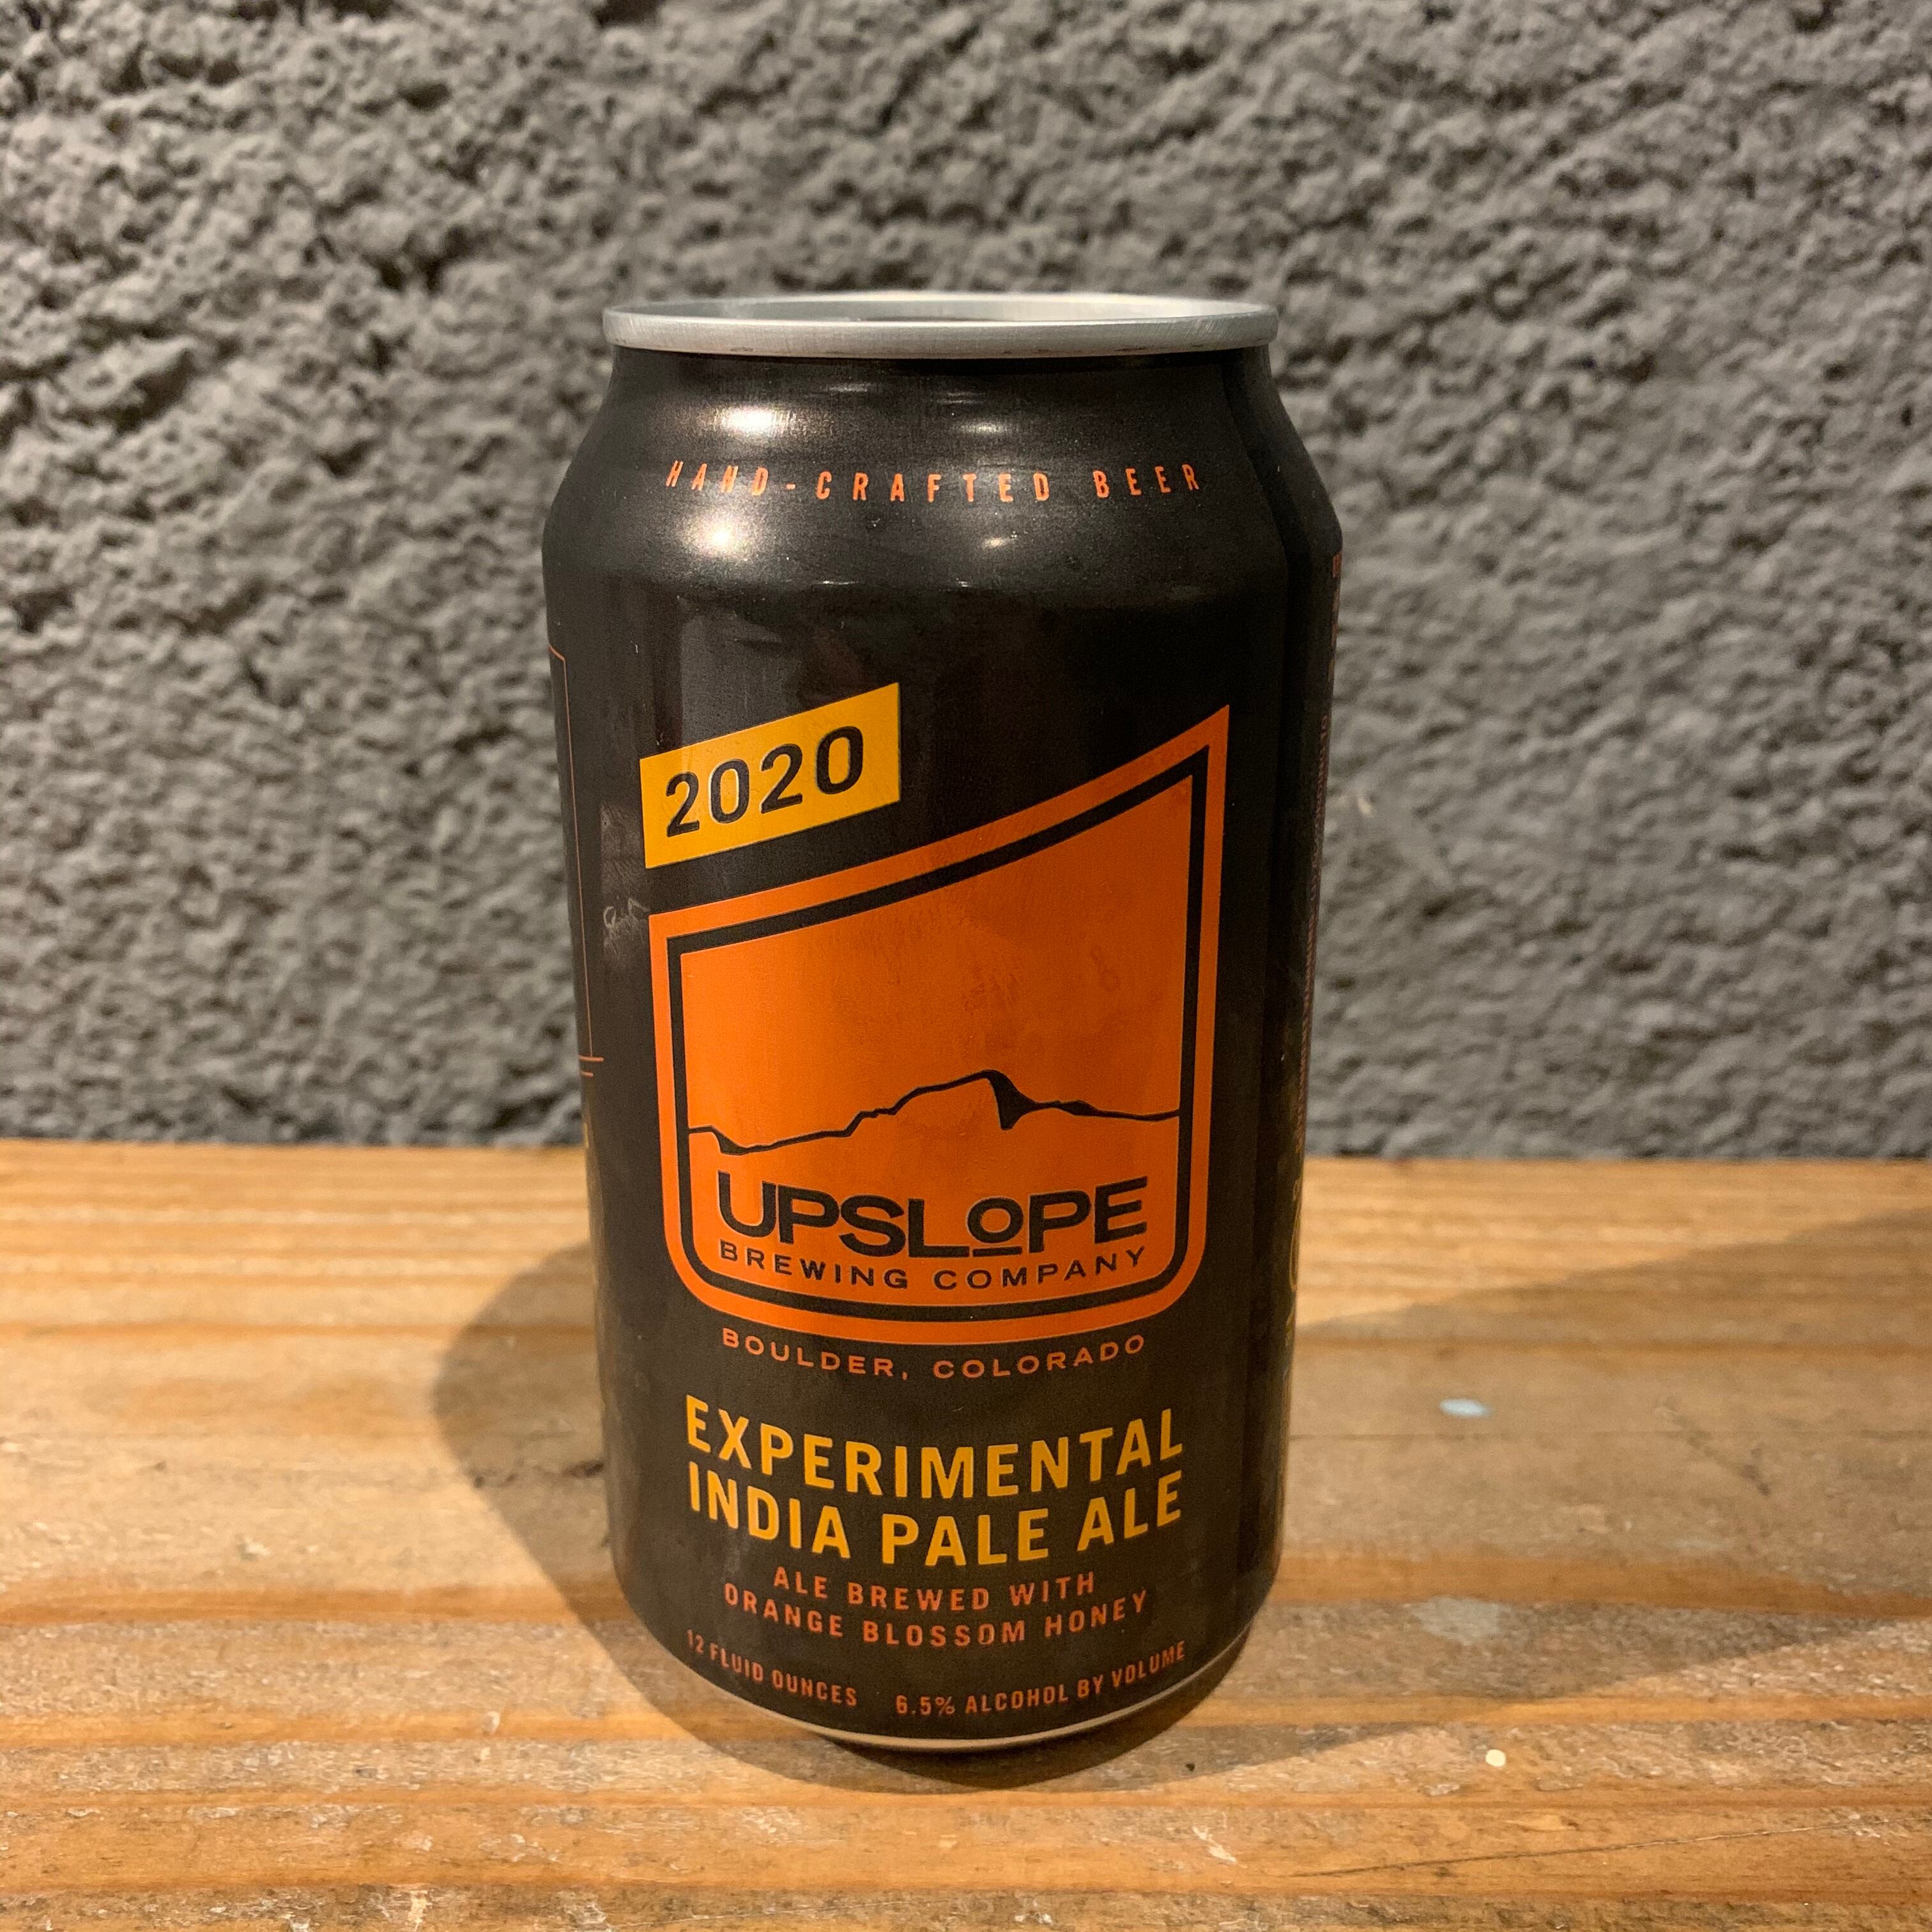 HAND-CRAFTED BEER
2020
UPSLOPE
BREWING COMPANY
BOULDER, COLORADO
EXPERIMENTAL
INDIA PALE ALE
ALE BREWED WITH
ORANGE BLOSSOM HONEY
12 FLUID OUNCES 6.5% ALCOHOL BY VOLUME